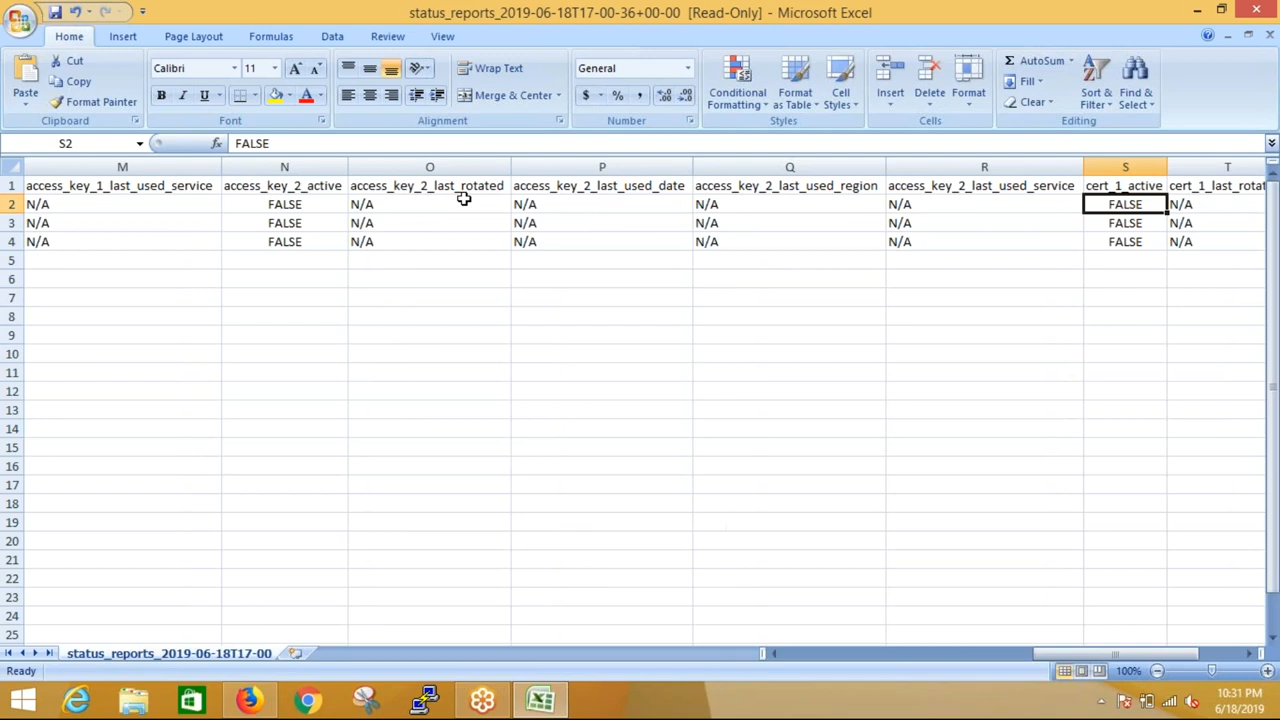 status_reports_2019-06-18T17-00-36+00-00 [Read-Only] - Microsoft Excel
Home Insert Page Layout Formulas Data Review View
Paste Cut Copy Format Painter Clipboard
Calibri 11 A A B I U A Font
Wrap Text Merge & Center Alignment
General $ % , .0 .00 .00 .0 Number
Conditional Formatting Format as Table Cell Styles Styles
Insert Delete Format Cells
Σ AutoSum Fill Clear Sort & Filter Find & Select Editing
S2 fx FALSE
M N O P Q R S T
1 access_key_1_last_used_service access_key_2_active access_key_2_last_rotated access_key_2_last_used_date access_key_2_last_used_region access_key_2_last_used_service cert_1_active cert_1_last_rotat
2 N/A FALSE N/A N/A N/A N/A FALSE N/A
3 N/A FALSE N/A N/A N/A N/A FALSE N/A
4 N/A FALSE N/A N/A N/A N/A FALSE N/A
5
6
7
8
9
10
11
12
13
14
15
16
17
18
19
20
21
22
23
24
25
status_reports_2019-06-18T17-00
Ready 100%
10:31 PM
6/18/2019